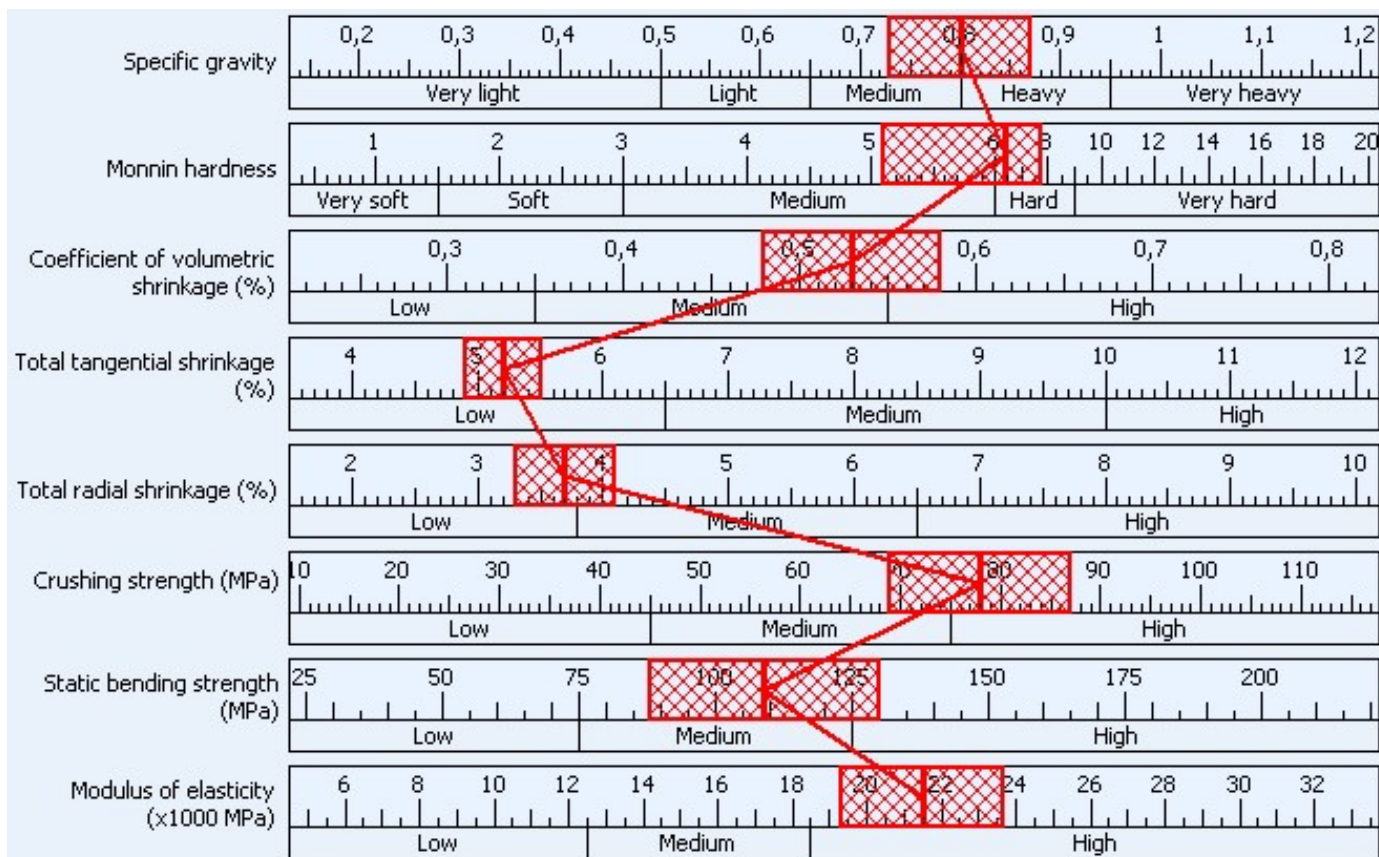 0,2 0,3 0,4 0,5 0,6 0,7 0,8 0,9 1 1,1 1,2
Specific gravity
Very light Light Medium Heavy Very heavy
1 2 3 4 5 6 8 10 12 14 16 18 20
Monnin hardness
Very soft Soft Medium Hard Very hard
0,3 0,4 0,5 0,6 0,7 0,8
Coefficient of volumetric
shrinkage (%)
Low Medium High
4 5 6 7 8 9 10 11 12
Total tangential shrinkage
(%)
Low Medium High
2 3 4 5 6 7 8 9 10
Total radial shrinkage (%)
Low Medium High
Crushing strength (MPa) 10 20 30 40 50 60 70 80 90 100 110
Low Medium High
25 50 75 100 125 150 175 200
Static bending strength
(MPa)
Low Medium High
6 8 10 12 14 16 18 20 22 24 26 28 30 32
Modulus of elasticity
(x1000 MPa)
Low Medium High